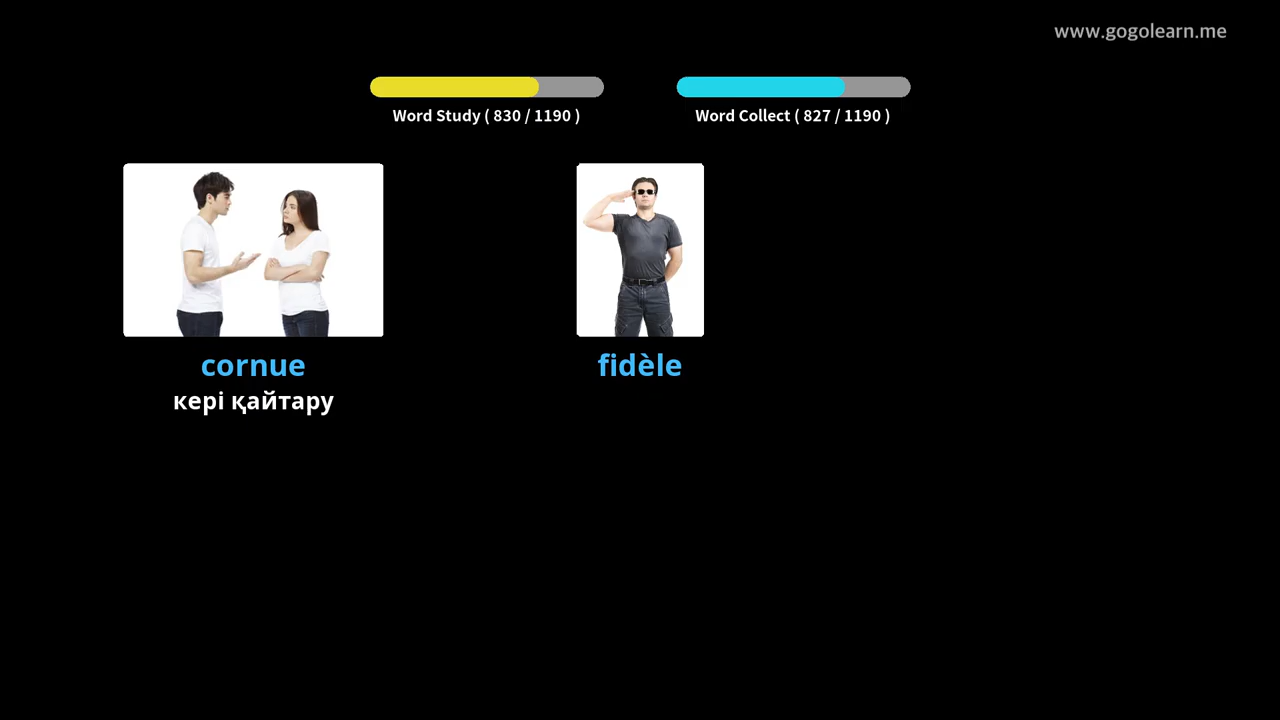 www.gogolearn.me
Word Study ( 830 / 1190 )
Word Collect ( 827 / 1190 )
cornue
fidèle
кері қайтару